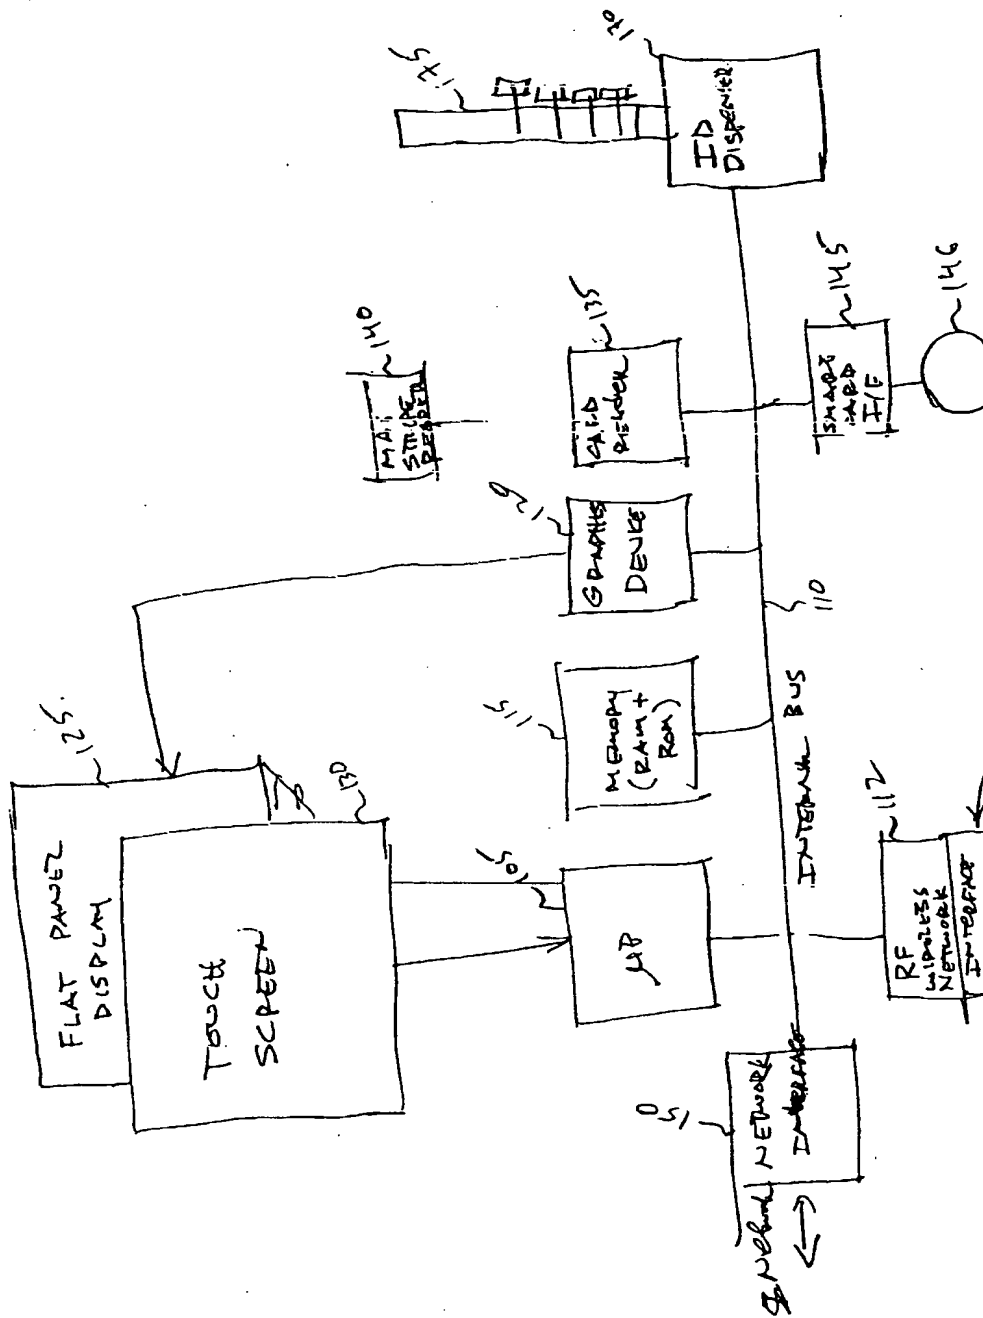 125.
FLAT PANEL
DISPLAY
130
TOUCH
SCREEN
105
μP
115
MEMORY
(RAM +
ROM)
GRAPHICS
DEVICE
140
STRIPE
READER
135
CARD
READER
175
170
ID
DISPENSER
150
NETWORK
INTERFACE
Network
INTERNAL BUS
110
112
RF
WIRELESS
NETWORK
INTERFACE
145
SMART
CARD
I/F
146